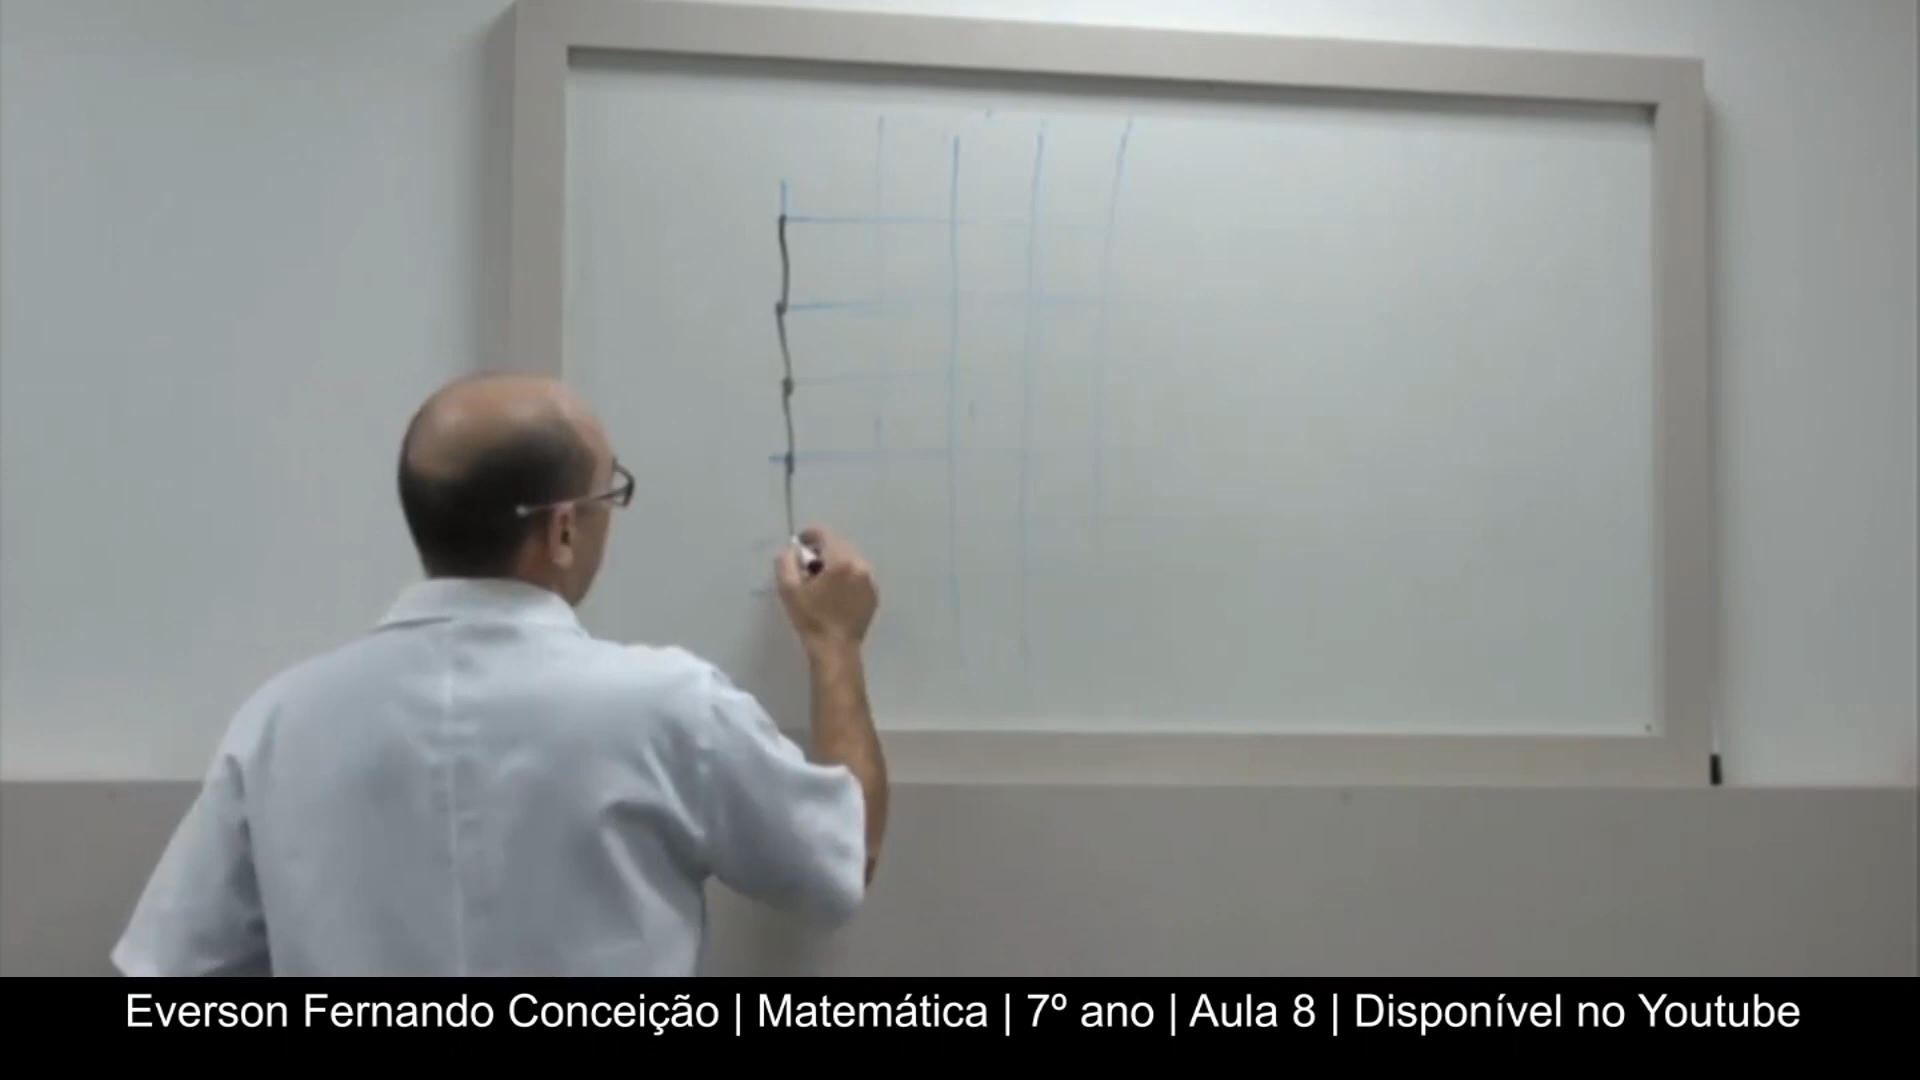 Everson Fernando Conceição | Matemática | 7º ano | Aula 8 | Disponível no Youtube